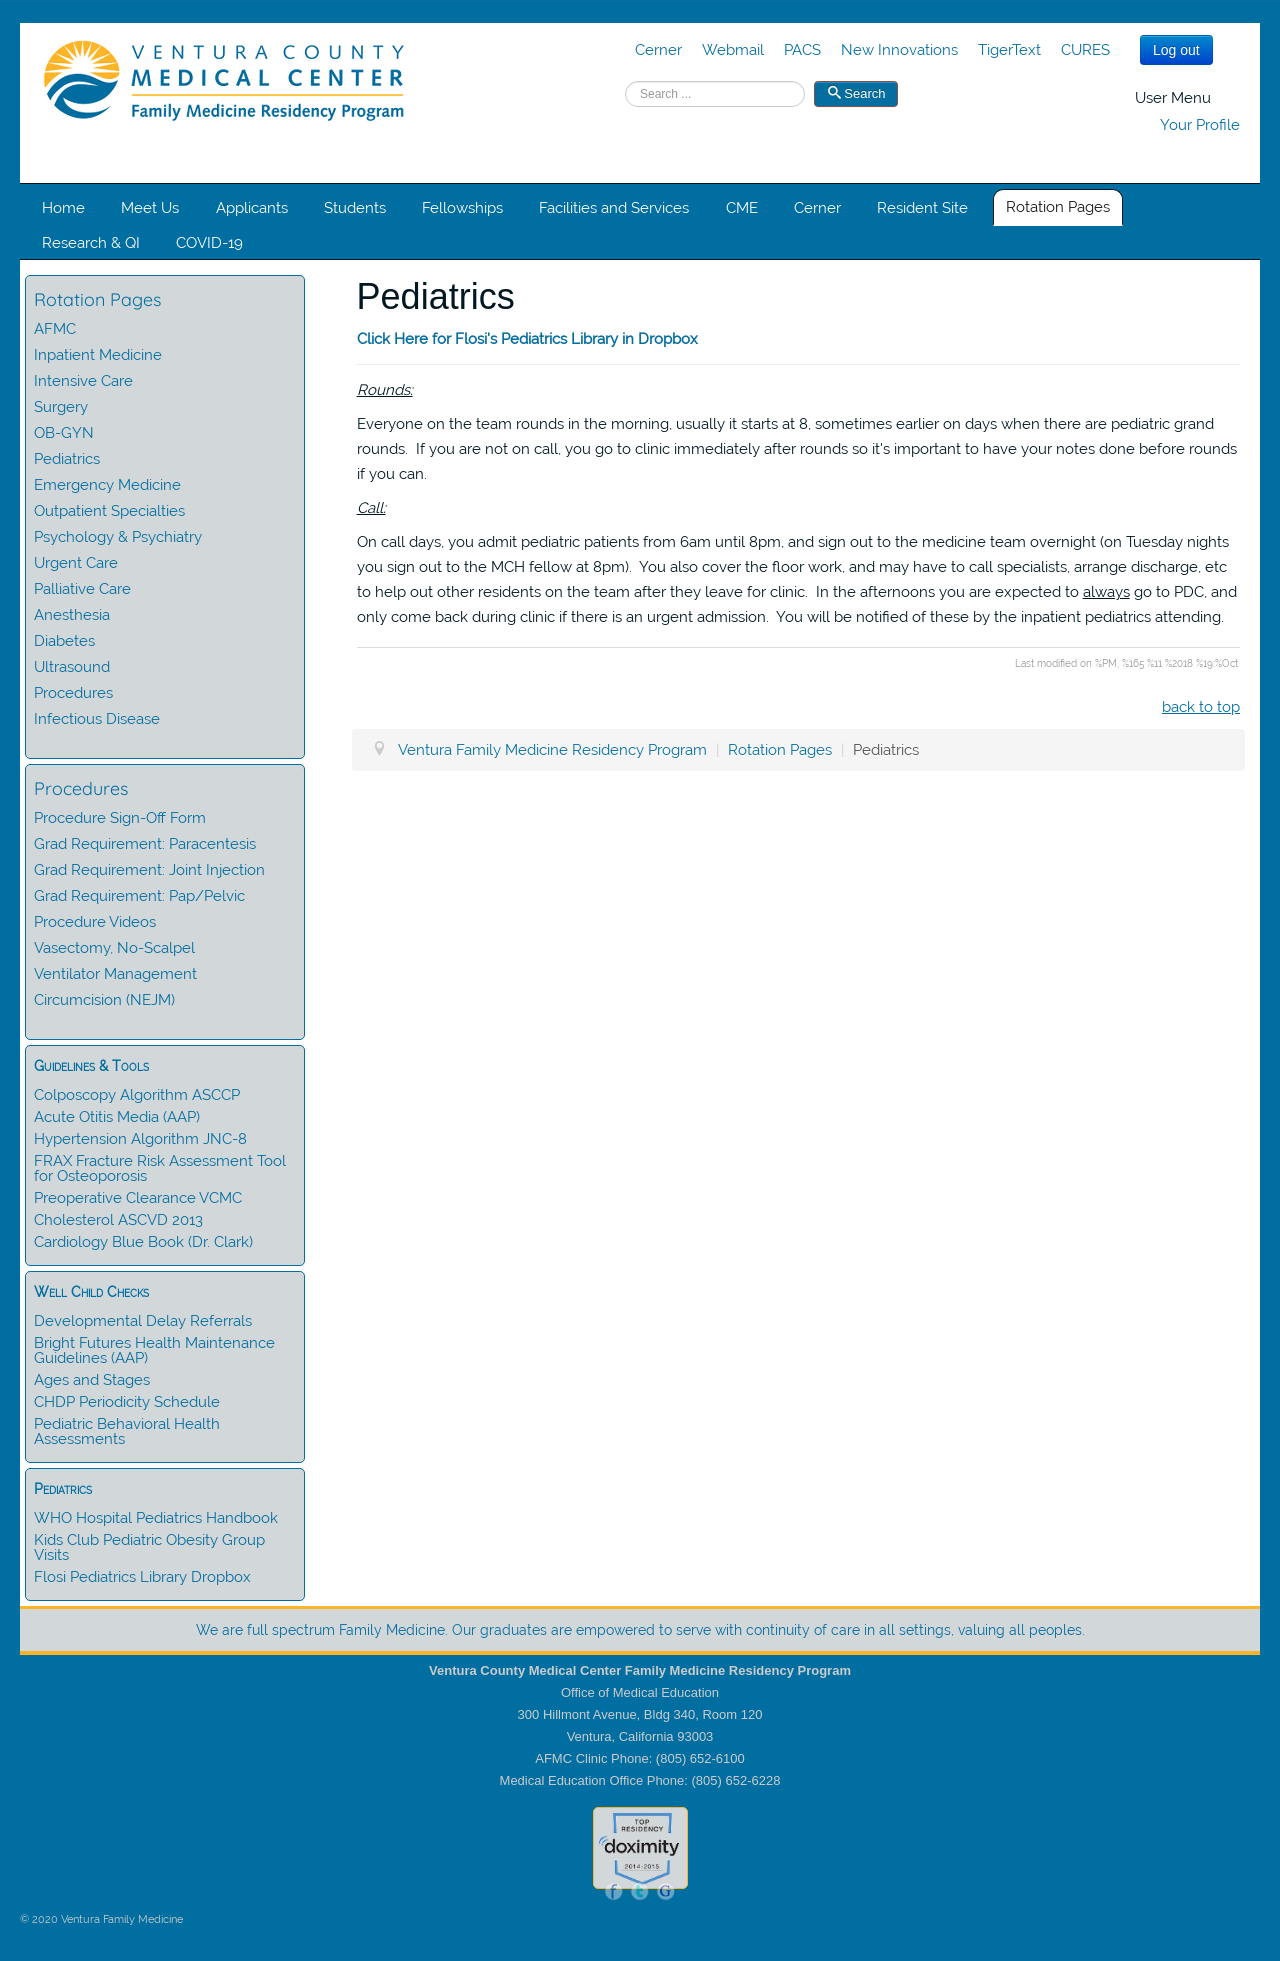 VENTURA COUNTY
MEDICAL CENTER
Family Medicine Residency Program
Cerner Webmail PACS New Innovations TigerText CURES Log out
Search ... Search
User Menu
Your Profile
Home Meet Us Applicants Students Fellowships Facilities and Services CME Cerner Resident Site Rotation Pages
Research & QI COVID-19
Rotation Pages
AFMC
Inpatient Medicine
Intensive Care
Surgery
OB-GYN
Pediatrics
Emergency Medicine
Outpatient Specialties
Psychology & Psychiatry
Urgent Care
Palliative Care
Anesthesia
Diabetes
Ultrasound
Procedures
Infectious Disease
Procedures
Procedure Sign-Off Form
Grad Requirement: Paracentesis
Grad Requirement: Joint Injection
Grad Requirement: Pap/Pelvic
Procedure Videos
Vasectomy, No-Scalpel
Ventilator Management
Circumcision (NEJM)
Guidelines & Tools
Colposcopy Algorithm ASCCP
Acute Otitis Media (AAP)
Hypertension Algorithm JNC-8
FRAX Fracture Risk Assessment Tool
for Osteoporosis
Preoperative Clearance VCMC
Cholesterol ASCVD 2013
Cardiology Blue Book (Dr. Clark)
Well Child Checks
Developmental Delay Referrals
Bright Futures Health Maintenance
Guidelines (AAP)
Ages and Stages
CHDP Periodicity Schedule
Pediatric Behavioral Health
Assessments
Pediatrics
WHO Hospital Pediatrics Handbook
Kids Club Pediatric Obesity Group
Visits
Flosi Pediatrics Library Dropbox
Pediatrics
Click Here for Flosi's Pediatrics Library in Dropbox
Rounds:
Everyone on the team rounds in the morning, usually it starts at 8, sometimes earlier on days when there are pediatric grand
rounds. If you are not on call, you go to clinic immediately after rounds so it's important to have your notes done before rounds
if you can.
Call:
On call days, you admit pediatric patients from 6am until 8pm, and sign out to the medicine team overnight (on Tuesday nights
you sign out to the MCH fellow at 8pm). You also cover the floor work, and may have to call specialists, arrange discharge, etc
to help out other residents on the team after they leave for clinic. In the afternoons you are expected to always go to PDC, and
only come back during clinic if there is an urgent admission. You will be notified of these by the inpatient pediatrics attending.
Last modified on %PM, %165 %11 %2018 %19:%Oct
back to top
Ventura Family Medicine Residency Program | Rotation Pages | Pediatrics
We are full spectrum Family Medicine. Our graduates are empowered to serve with continuity of care in all settings, valuing all peoples.
Ventura County Medical Center Family Medicine Residency Program
Office of Medical Education
300 Hillmont Avenue, Bldg 340, Room 120
Ventura, California 93003
AFMC Clinic Phone: (805) 652-6100
Medical Education Office Phone: (805) 652-6228
TOP
RESIDENCY
doximity
2014-2015
f t G
© 2020 Ventura Family Medicine